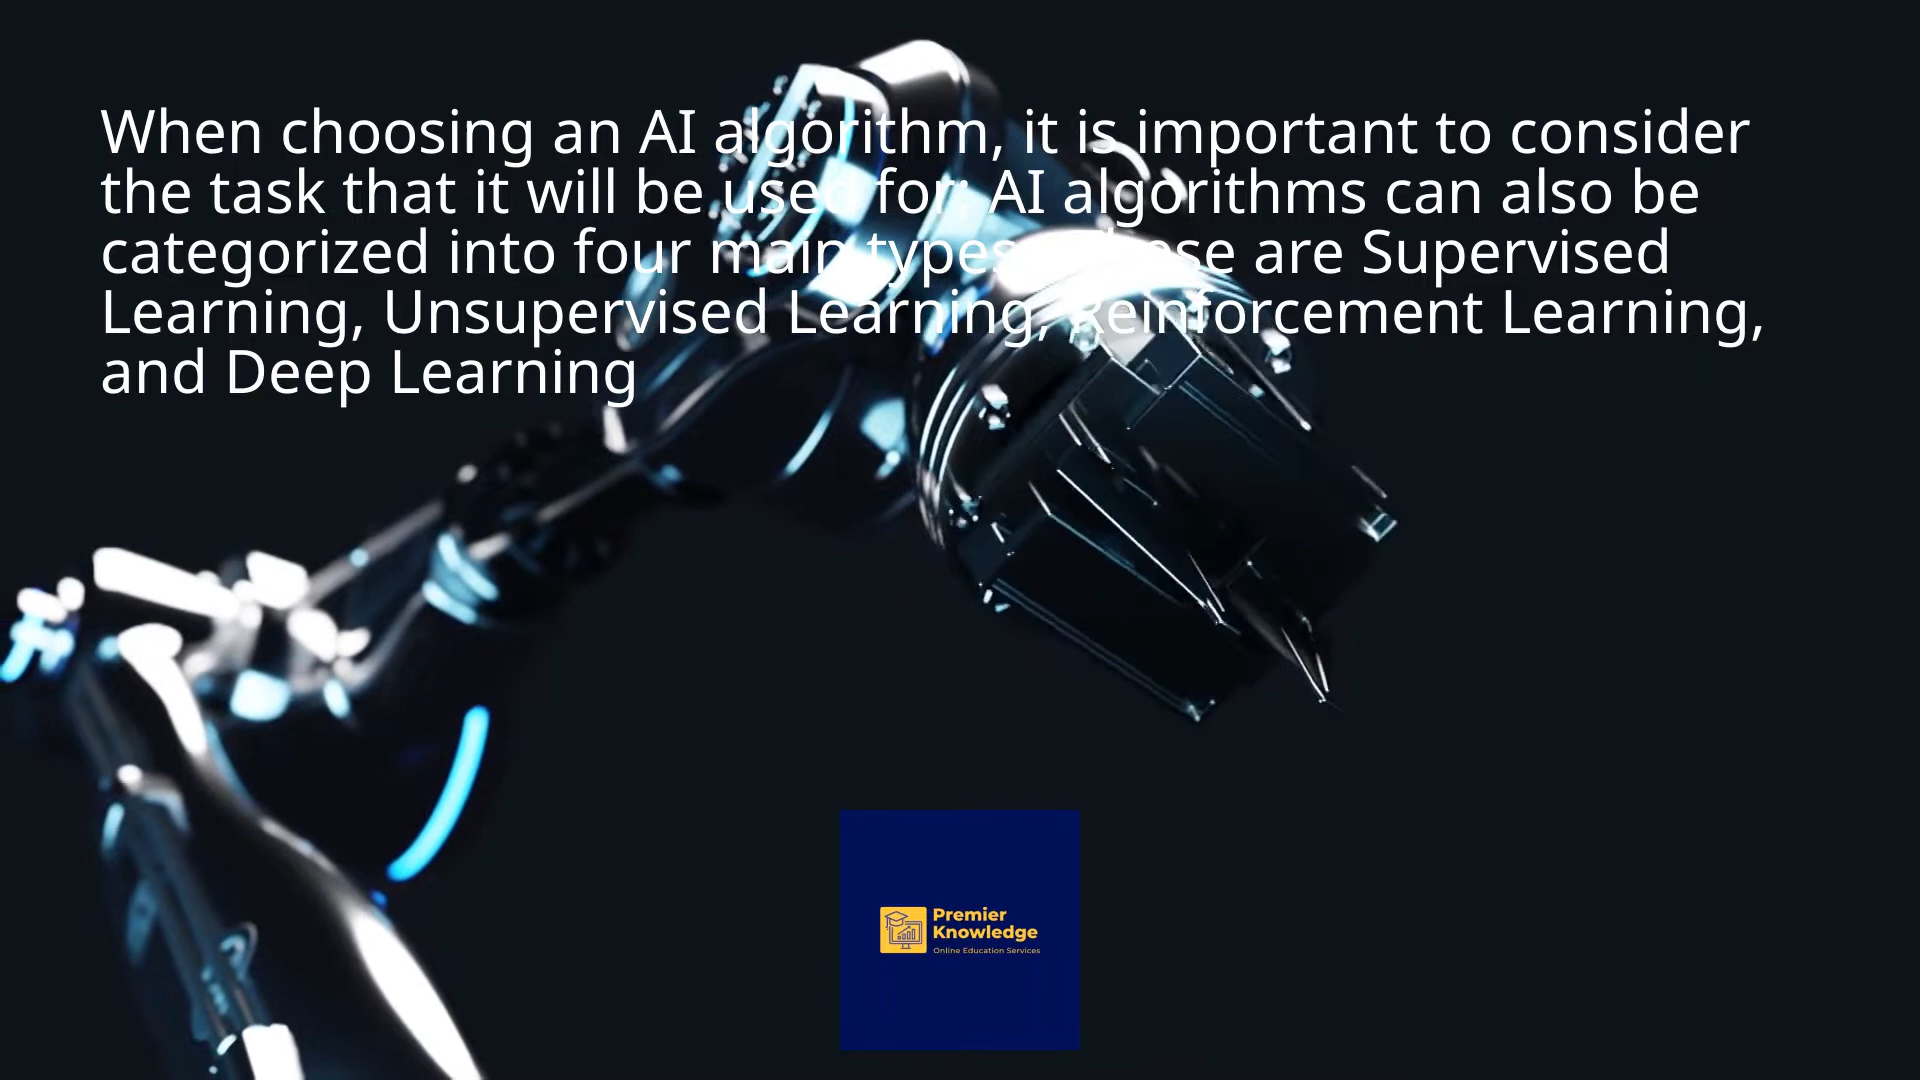 When choosing an AI algorithm, it is important to consider
the task that it will be used for; AI algorithms can also be
categorized into four main types. These are Supervised
Learning, Unsupervised Learning, Reinforcement Learning,
and Deep Learning
Premier
Knowledge
Online Education Services